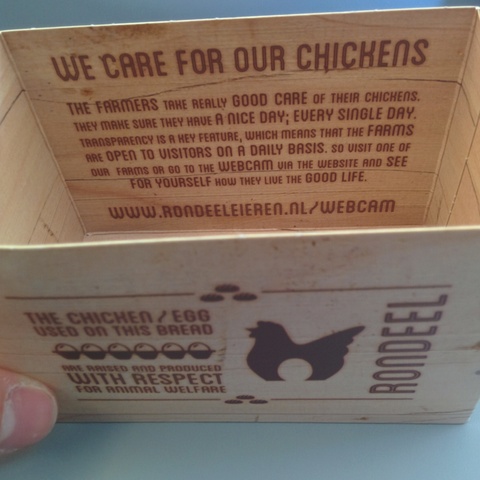 WE CARE FOR OUR CHICKENS
THE FARMERS TAKE REALLY GOOD CARE OF THEIR CHICKENS.
THEY MAKE SURE THEY HAVE A NICE DAY; EVERY SINGLE DAY.
TRANSPARENCY IS A KEY FEATURE, WHICH MEANS THAT THE FARMS
ARE OPEN TO VISITORS ON A DAILY BASIS. SO VISIT ONE OF
OUR FARMS OR GO TO THE WEBCAM VIA THE WEBSITE AND SEE
FOR YOURSELF HOW THEY LIVE THE GOOD LIFE.
WWW.RONDEELEIEREN.NL/WEBCAM
THE CHICKEN / EGG
USED ON THIS BREAD
ARE RAISED AND PRODUCED
WITH RESPECT
FOR ANIMAL WELFARE
RONDEEL